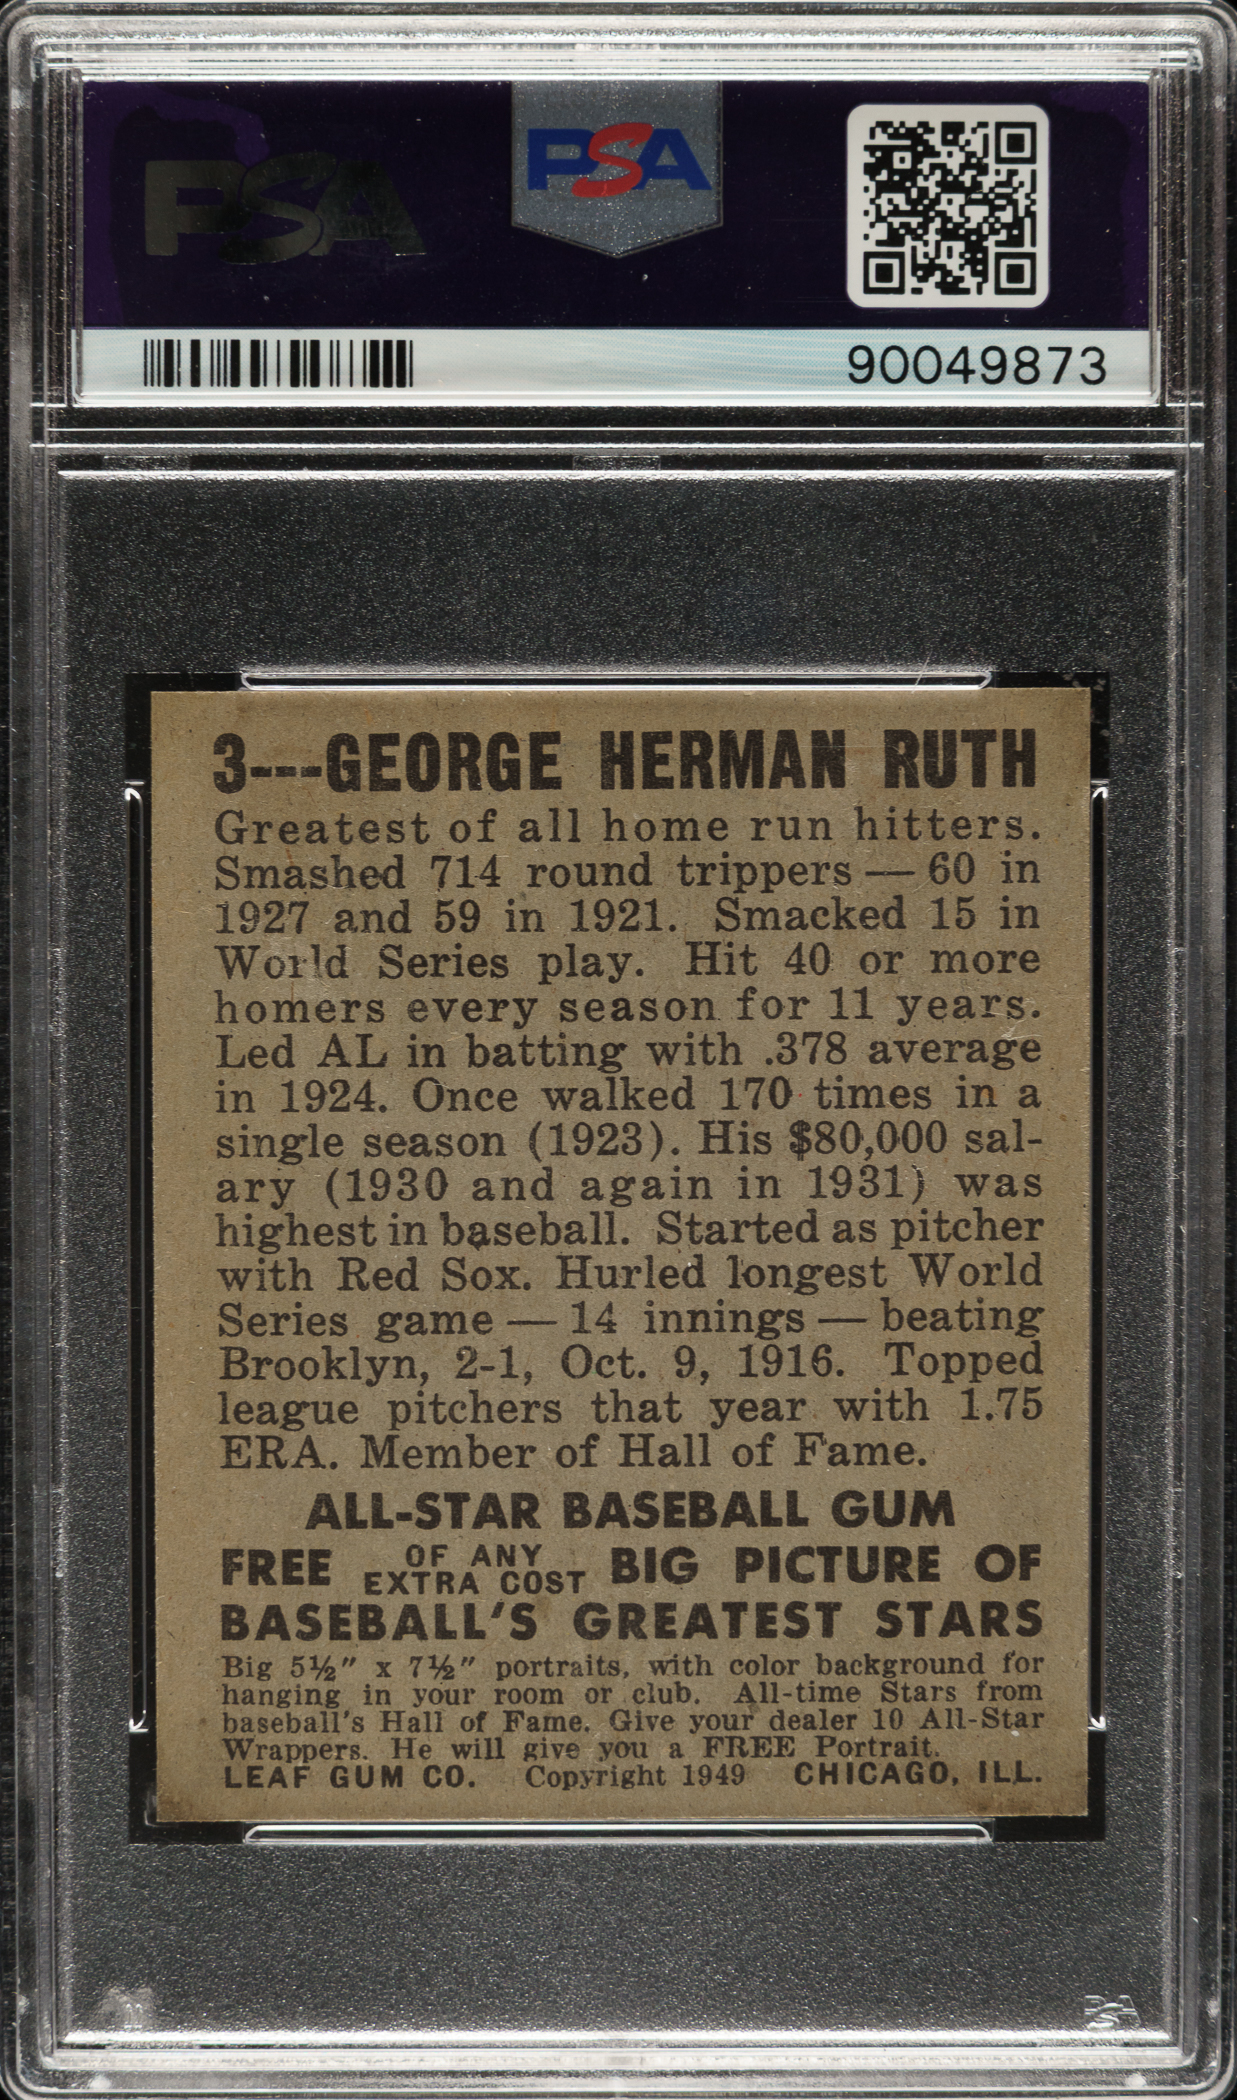 PSA
PSA
90049873
3---GEORGE HERMAN RUTH
Greatest of all home run hitters.
Smashed 714 round trippers — 60 in
1927 and 59 in 1921. Smacked 15 in
World Series play. Hit 40 or more
homers every season for 11 years.
Led AL in batting with .378 average
in 1924. Once walked 170 times in a
single season (1923). His $80,000 sal-
ary (1930 and again in 1931) was
highest in baseball. Started as pitcher
with Red Sox. Hurled longest World
Series game — 14 innings — beating
Brooklyn, 2-1, Oct. 9, 1916. Topped
league pitchers that year with 1.75
ERA. Member of Hall of Fame.
ALL-STAR BASEBALL GUM
FREE OF ANY EXTRA COST BIG PICTURE OF
BASEBALL'S GREATEST STARS
Big 5½" x 7½" portraits, with color background for
hanging in your room or club. All-time Stars from
baseball's Hall of Fame. Give your dealer 10 All-Star
Wrappers. He will give you a FREE Portrait.
LEAF GUM CO. Copyright 1949 CHICAGO, ILL.
PSA